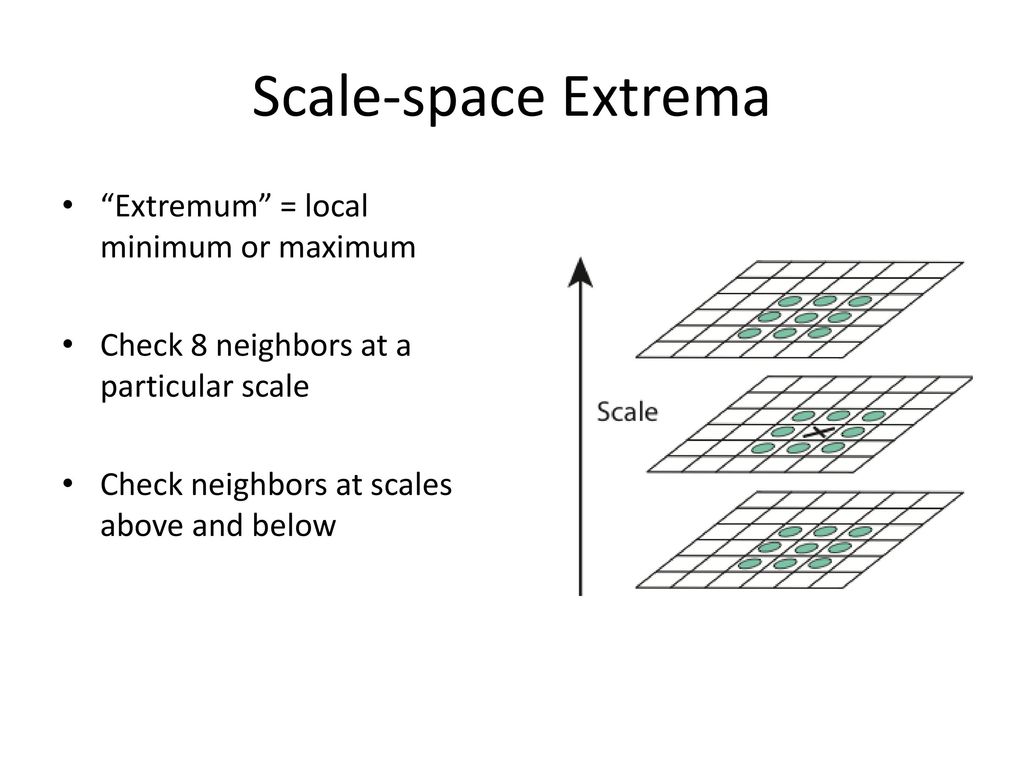 Scale-space Extrema
• “Extremum” = local
minimum or maximum
• Check 8 neighbors at a
particular scale
• Check neighbors at scales
above and below
Scale